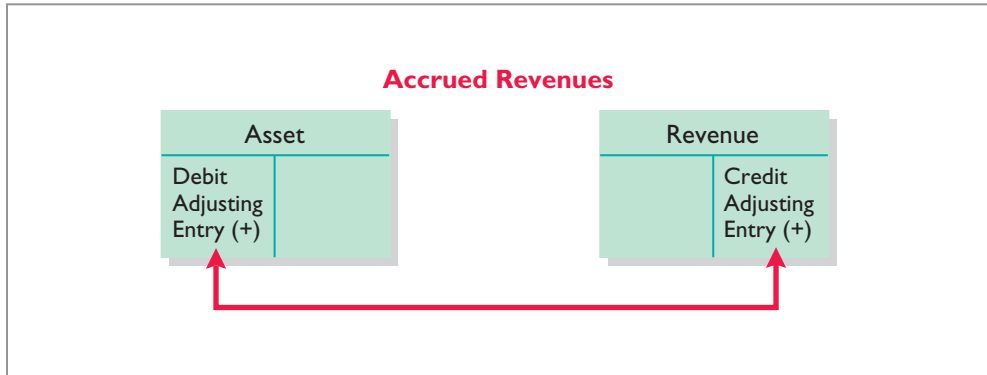 Accrued Revenues
Asset
Debit
Adjusting
Entry (+)
Revenue
Credit
Adjusting
Entry (+)